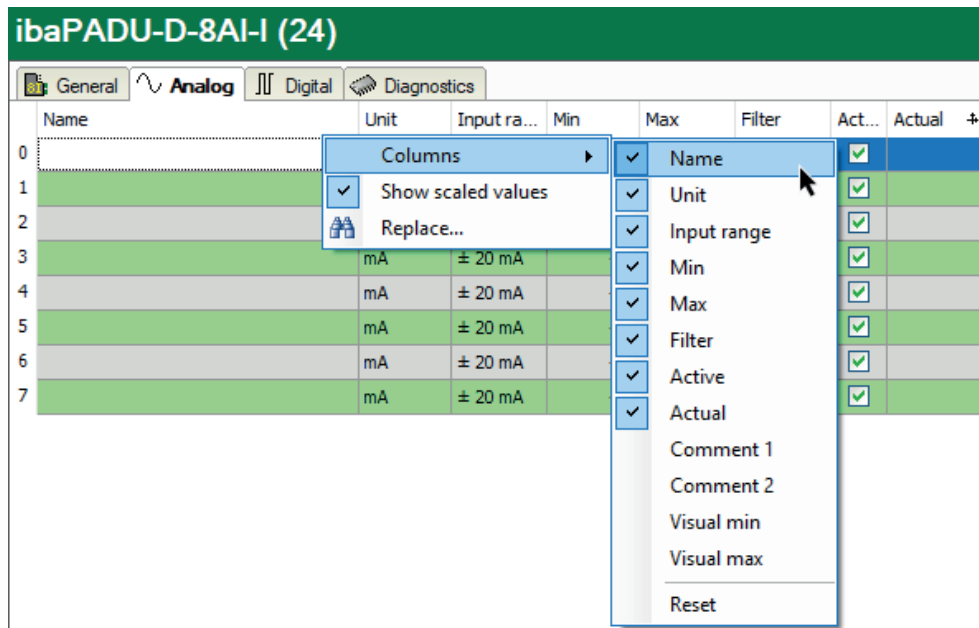 ibaPADU-D-8AI-I (24)
General Analog Digital Diagnostics
Name Unit Input ra... Min Max Filter Act... Actual
0 Columns Name
1 Show scaled values Unit
2 Replace... Input range
3 mA ± 20 mA Min
4 mA ± 20 mA Max
5 mA ± 20 mA Filter
6 mA ± 20 mA Active
7 mA ± 20 mA Actual
Comment 1
Comment 2
Visual min
Visual max
Reset